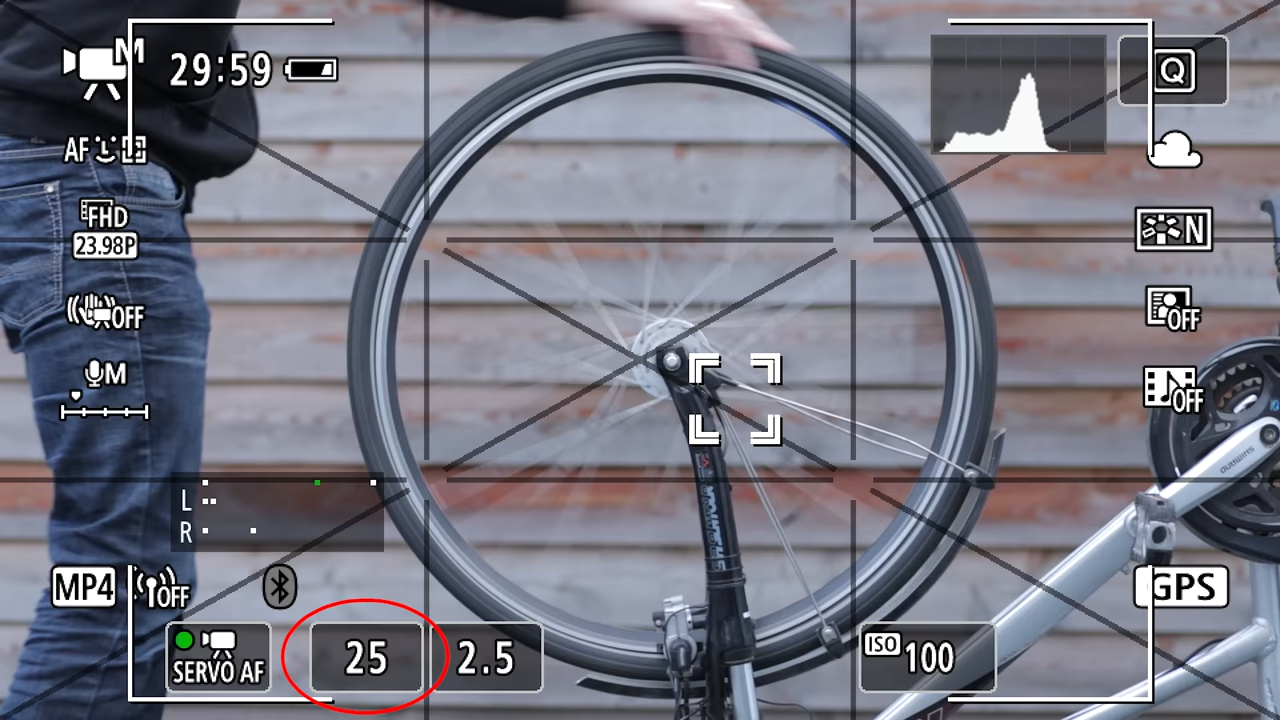 M
29:59
Q
AF
FHD
23.98P
N
OFF
OFF
M
OFF
L
R
MP4
OFF
GPS
SERVO AF
25
2.5
ISO 100